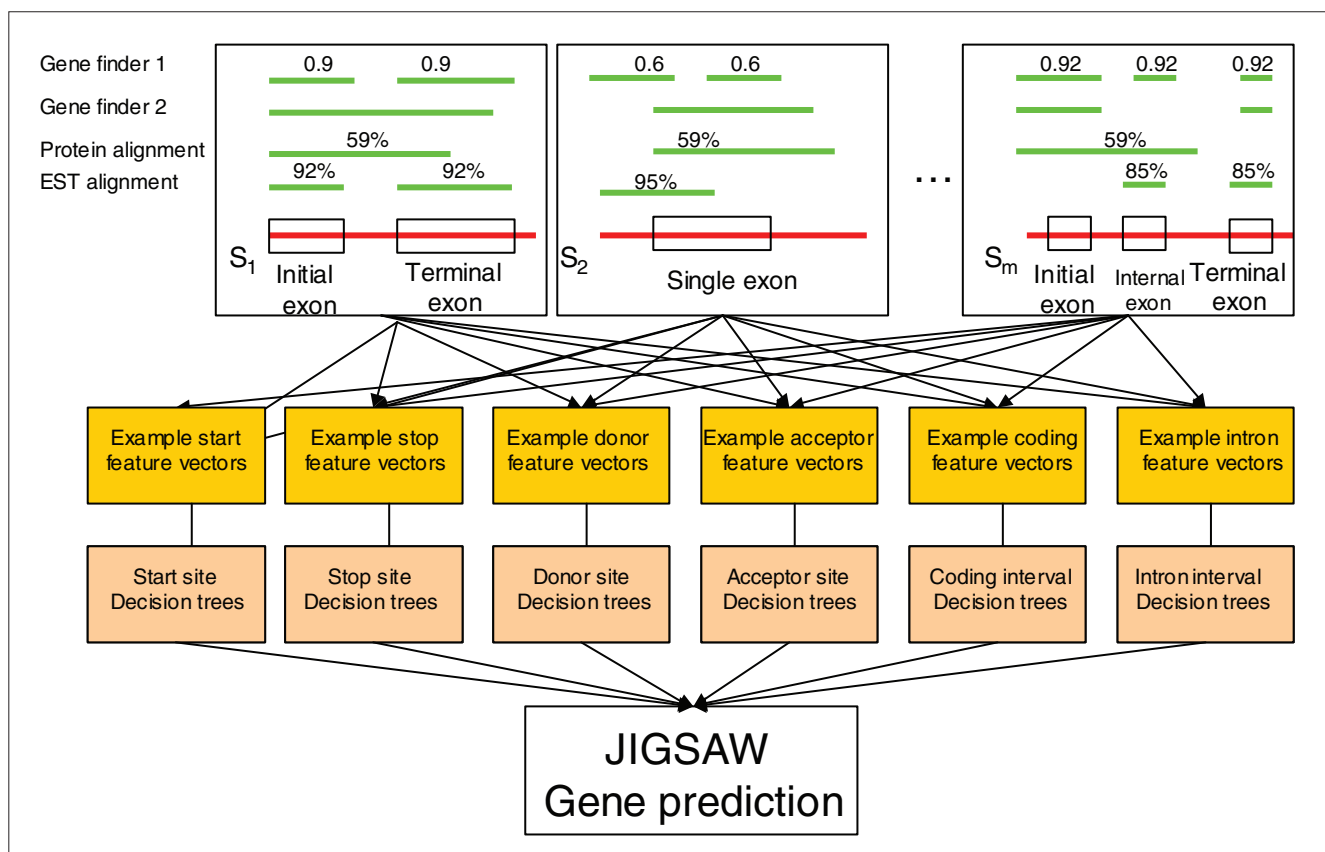 Gene finder 1
Gene finder 2
Protein alignment
EST alignment
0.9 0.9
59%
92% 92%
S1
Initial exon
Terminal exon
0.6 0.6
59%
95%
S2
Single exon
...
0.92 0.92 0.92
59%
85% 85%
Sm
Initial exon
Internal exon
Terminal exon
Example start
feature vectors
Example stop
feature vectors
Example donor
feature vectors
Example acceptor
feature vectors
Example coding
feature vectors
Example intron
feature vectors
Start site
Decision trees
Stop site
Decision trees
Donor site
Decision trees
Acceptor site
Decision trees
Coding interval
Decision trees
Intron interval
Decision trees
JIGSAW
Gene prediction